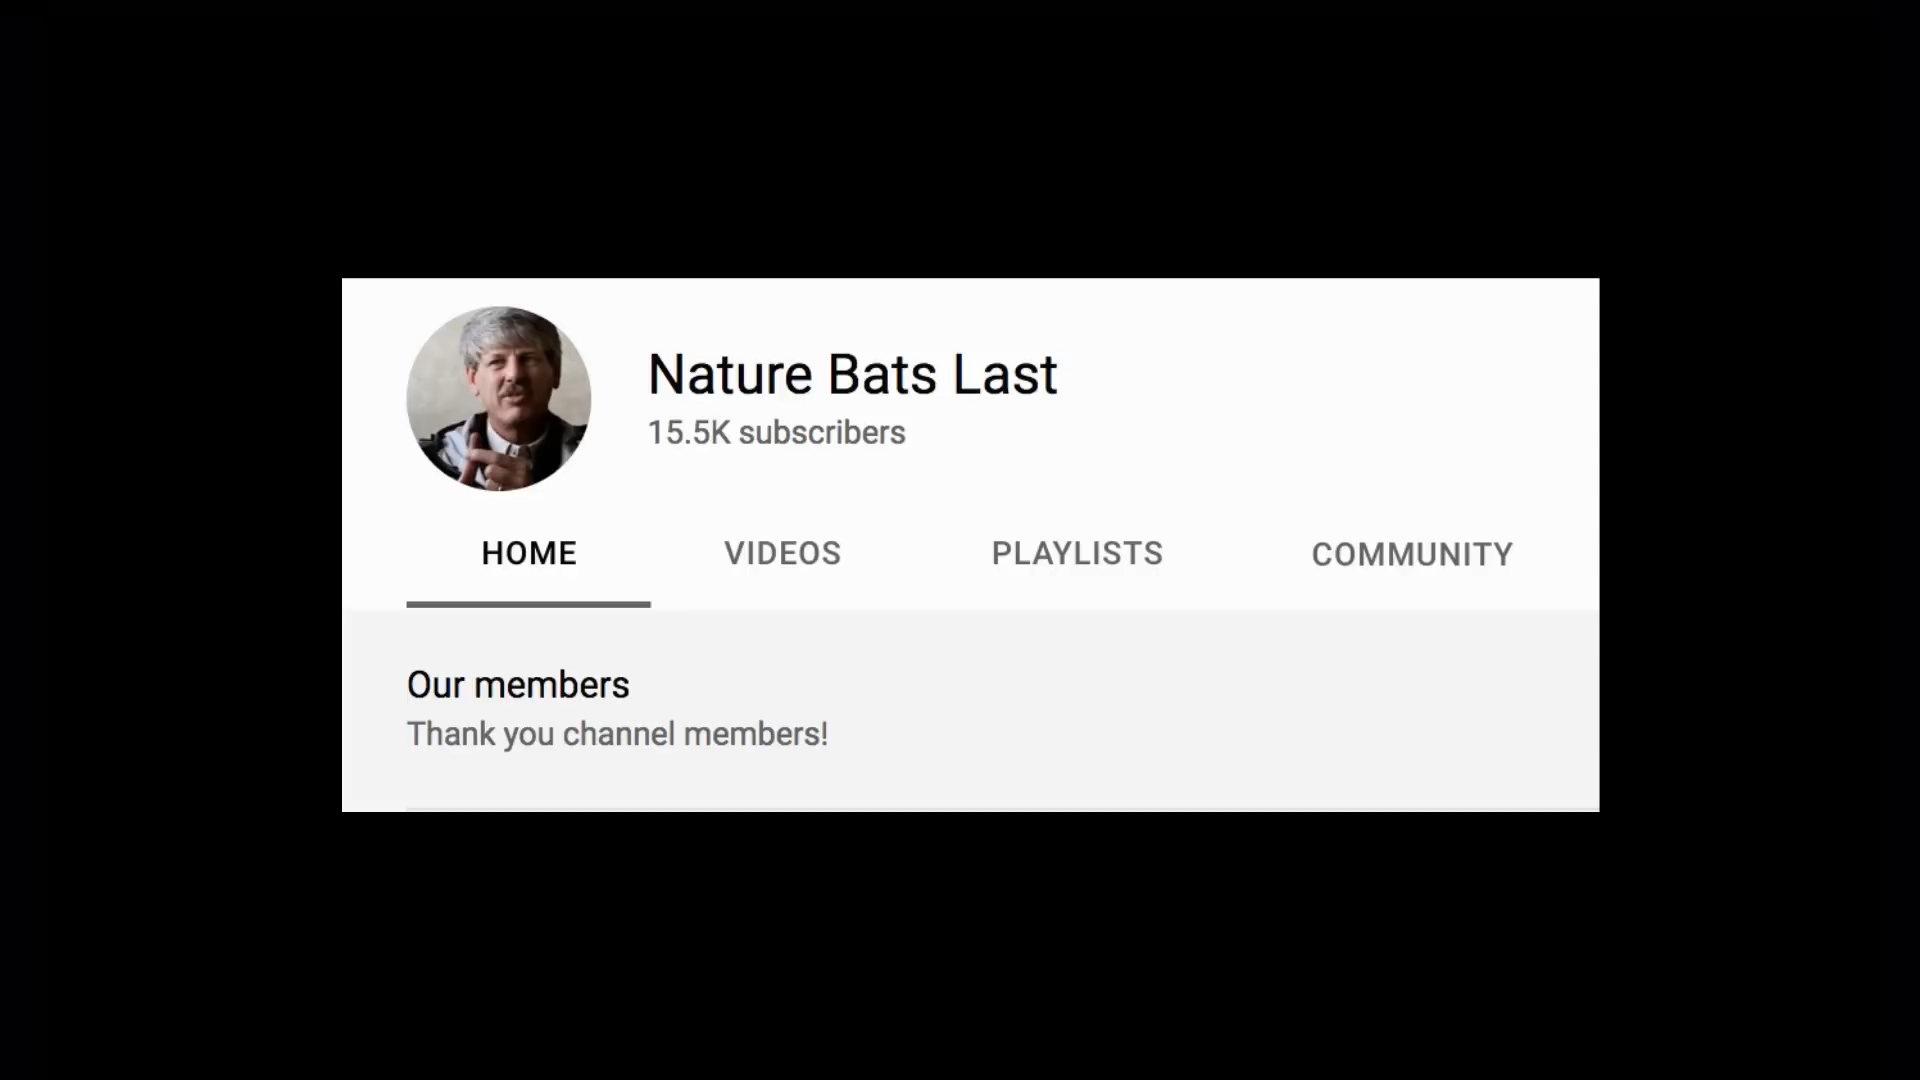 Nature Bats Last
15.5K subscribers
HOME VIDEOS PLAYLISTS COMMUNITY
Our members
Thank you channel members!